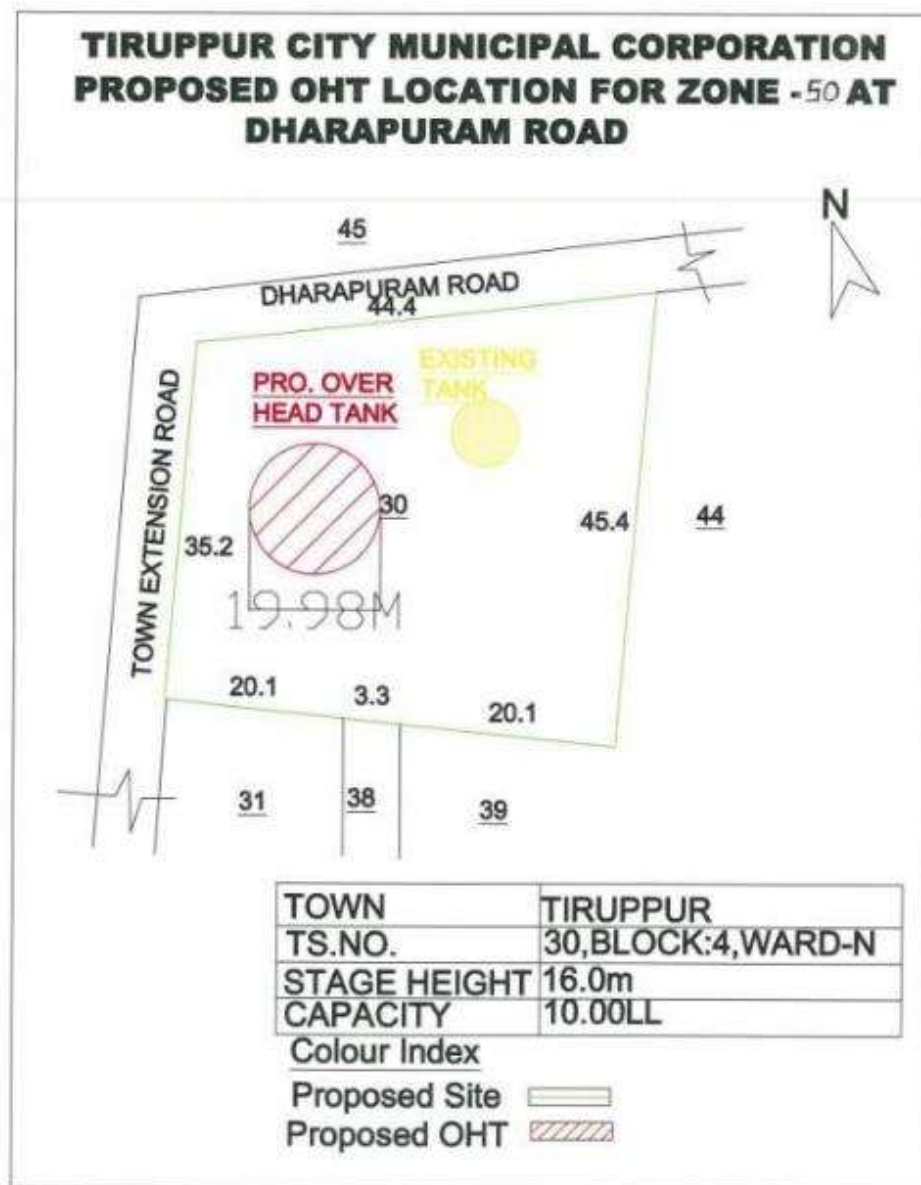 TIRUPPUR CITY MUNICIPAL CORPORATION
PROPOSED OHT LOCATION FOR ZONE -50 AT
DHARAPURAM ROAD
N
45
DHARAPURAM ROAD
44.4
EXISTING
TANK
PRO. OVER
HEAD TANK
TOWN EXTENSION ROAD
30
35.2
45.4
44
19.98M
20.1
3.3
20.1
31
38
39
TOWN TIRUPPUR
TS.NO. 30,BLOCK:4,WARD-N
STAGE HEIGHT 16.0m
CAPACITY 10.00LL
Colour Index
Proposed Site
Proposed OHT